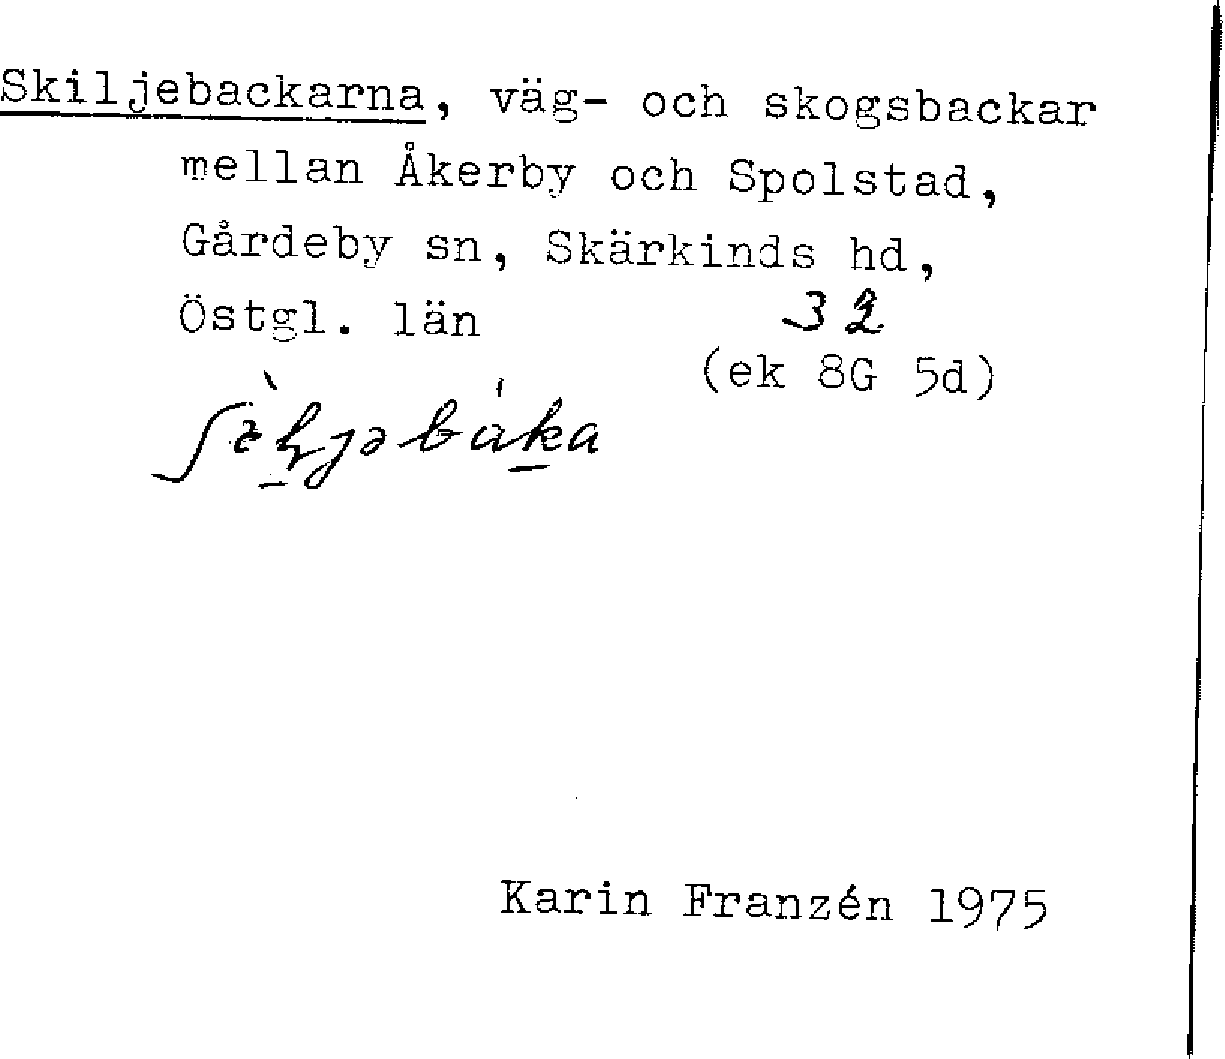 Skiljebackarna, väg- och skogsbackar
mellan Åkerby och Spolstad,
Gårdeby sn, Skärkinds hd,
Östgl. län 32
(ek 8G 5d)
Karin Franzén 1975